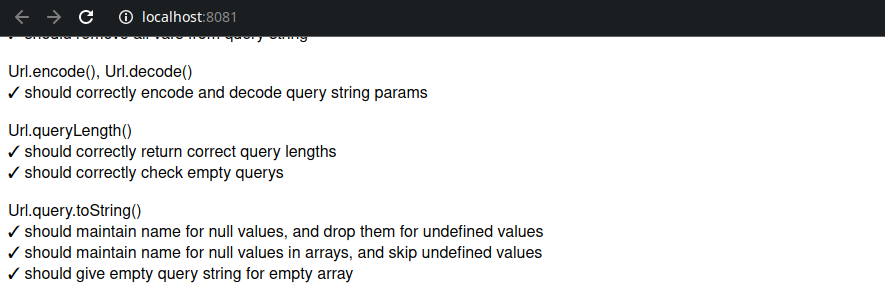 localhost:8081
✓ should remove all vars from query string
Url.encode(), Url.decode()
✓ should correctly encode and decode query string params
Url.queryLength()
✓ should correctly return correct query lengths
✓ should correctly check empty querys
Url.query.toString()
✓ should maintain name for null values, and drop them for undefined values
✓ should maintain name for null values in arrays, and skip undefined values
✓ should give empty query string for empty array